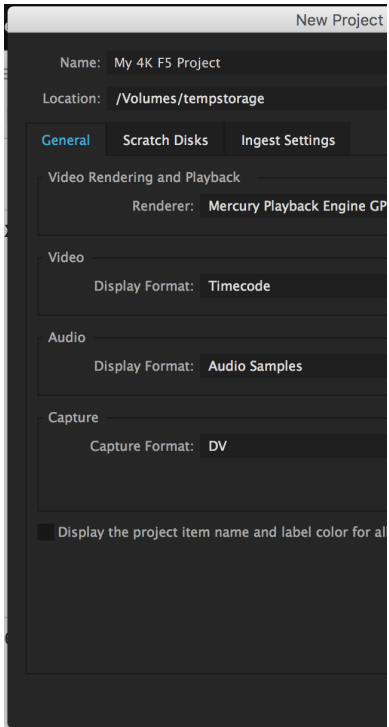 New Project
Name: My 4K F5 Project
Location: /Volumes/tempstorage
General Scratch Disks Ingest Settings
Video Rendering and Playback
Renderer: Mercury Playback Engine GP
Video
Display Format: Timecode
Audio
Display Format: Audio Samples
Capture
Capture Format: DV
Display the project item name and label color for all